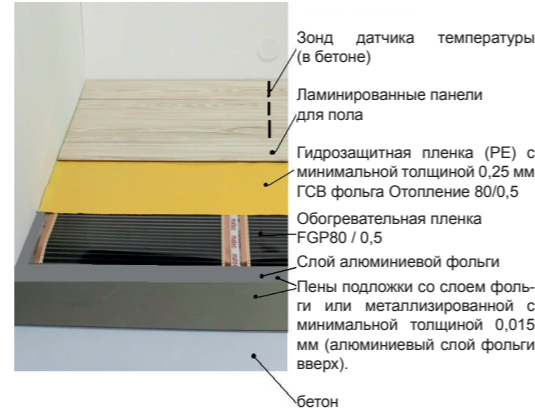 Зонд датчика температуры
(в бетоне)
Ламинированные панели
для пола
Гидрозащитная пленка (PE) с
минимальной толщиной 0,25 мм
ГСВ фольга Отопление 80/0,5
Обогревательная пленка
FGP80 / 0,5
Слой алюминиевой фольги
Пены подложки со слоем фоль-
ги или металлизированной с
минимальной толщиной 0,015
мм (алюминиевый слой фольги
вверх).
бетон